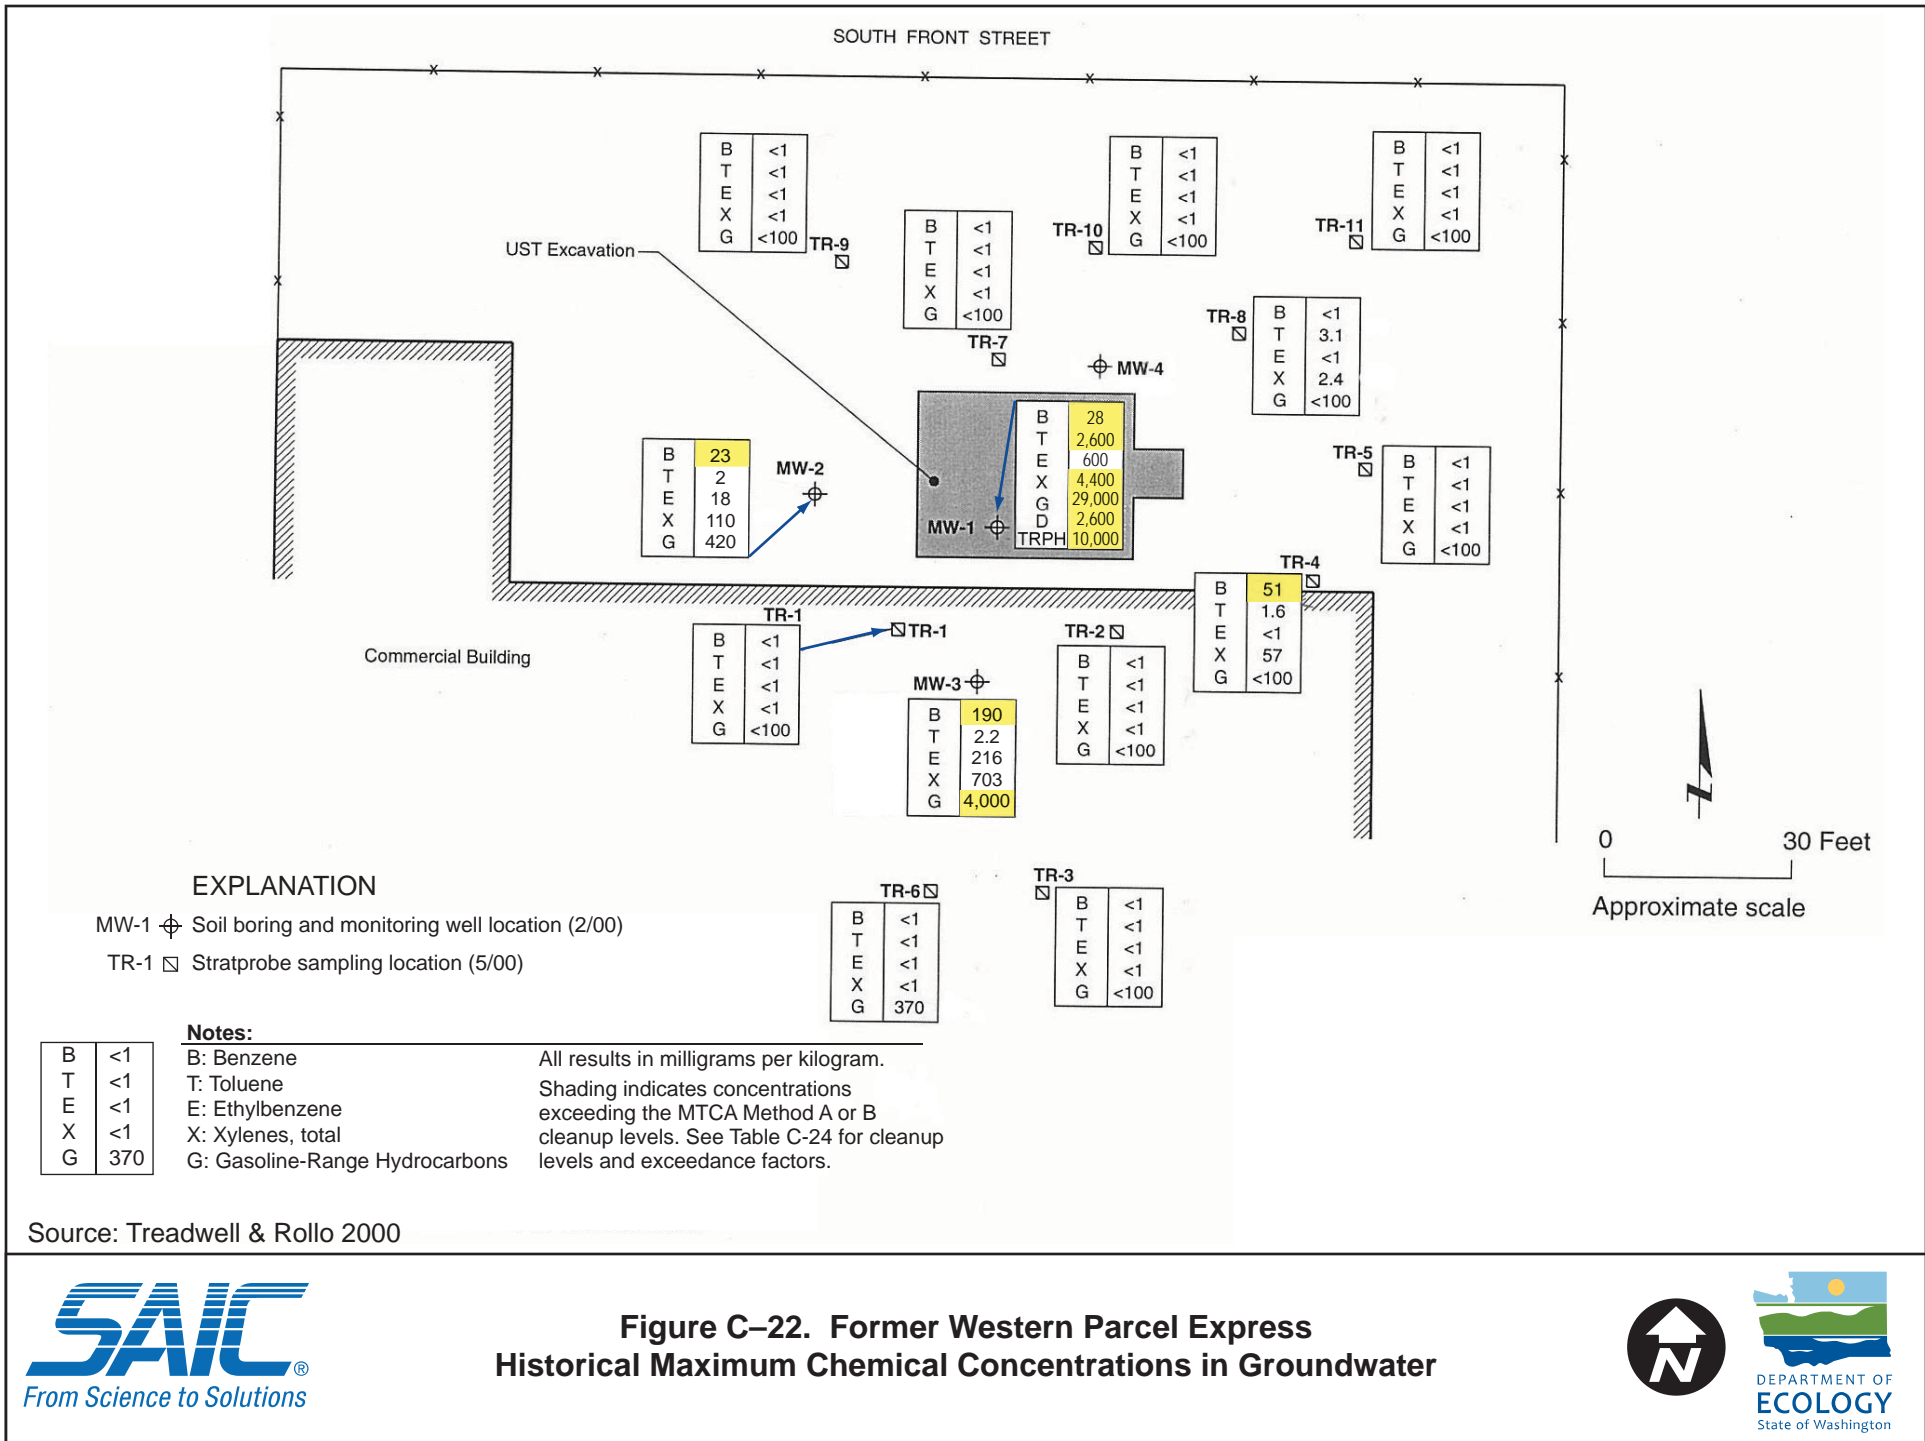 SOUTH FRONT STREET
B <1
T <1
E <1
X <1
G <100
TR-9
UST Excavation
B <1
T <1
E <1
X <1
G <100
TR-7
TR-10
B <1
T <1
E <1
X <1
G <100
TR-11
B <1
T <1
E <1
X <1
G <100
TR-8
B <1
T 3.1
E <1
X 2.4
G <100
MW-4
B 28
T 2,600
E 600
X 4,400
G 29,000
D 2,600
TRPH 10,000
MW-1
B 23
T 2
E 18
X 110
G 420
MW-2
TR-5
B <1
T <1
E <1
X <1
G <100
TR-4
B 51
T 1.6
E <1
X 57
G <100
Commercial Building
TR-1
B <1
T <1
E <1
X <1
G <100
TR-1
TR-2
B <1
T <1
E <1
X <1
G <100
MW-3
B 190
T 2.2
E 216
X 703
G 4,000
TR-6
B <1
T <1
E <1
X <1
G 370
TR-3
B <1
T <1
E <1
X <1
G <100
Z
0 30 Feet
Approximate scale
EXPLANATION
MW-1 Soil boring and monitoring well location (2/00)
TR-1 Stratprobe sampling location (5/00)
B <1
T <1
E <1
X <1
G 370
Notes:
B: Benzene
T: Toluene
E: Ethylbenzene
X: Xylenes, total
G: Gasoline-Range Hydrocarbons
All results in milligrams per kilogram.
Shading indicates concentrations
exceeding the MTCA Method A or B
cleanup levels. See Table C-24 for cleanup
levels and exceedance factors.
Source: Treadwell & Rollo 2000
SAIC®
From Science to Solutions
Figure C–22. Former Western Parcel Express
Historical Maximum Chemical Concentrations in Groundwater
N
DEPARTMENT OF
ECOLOGY
State of Washington